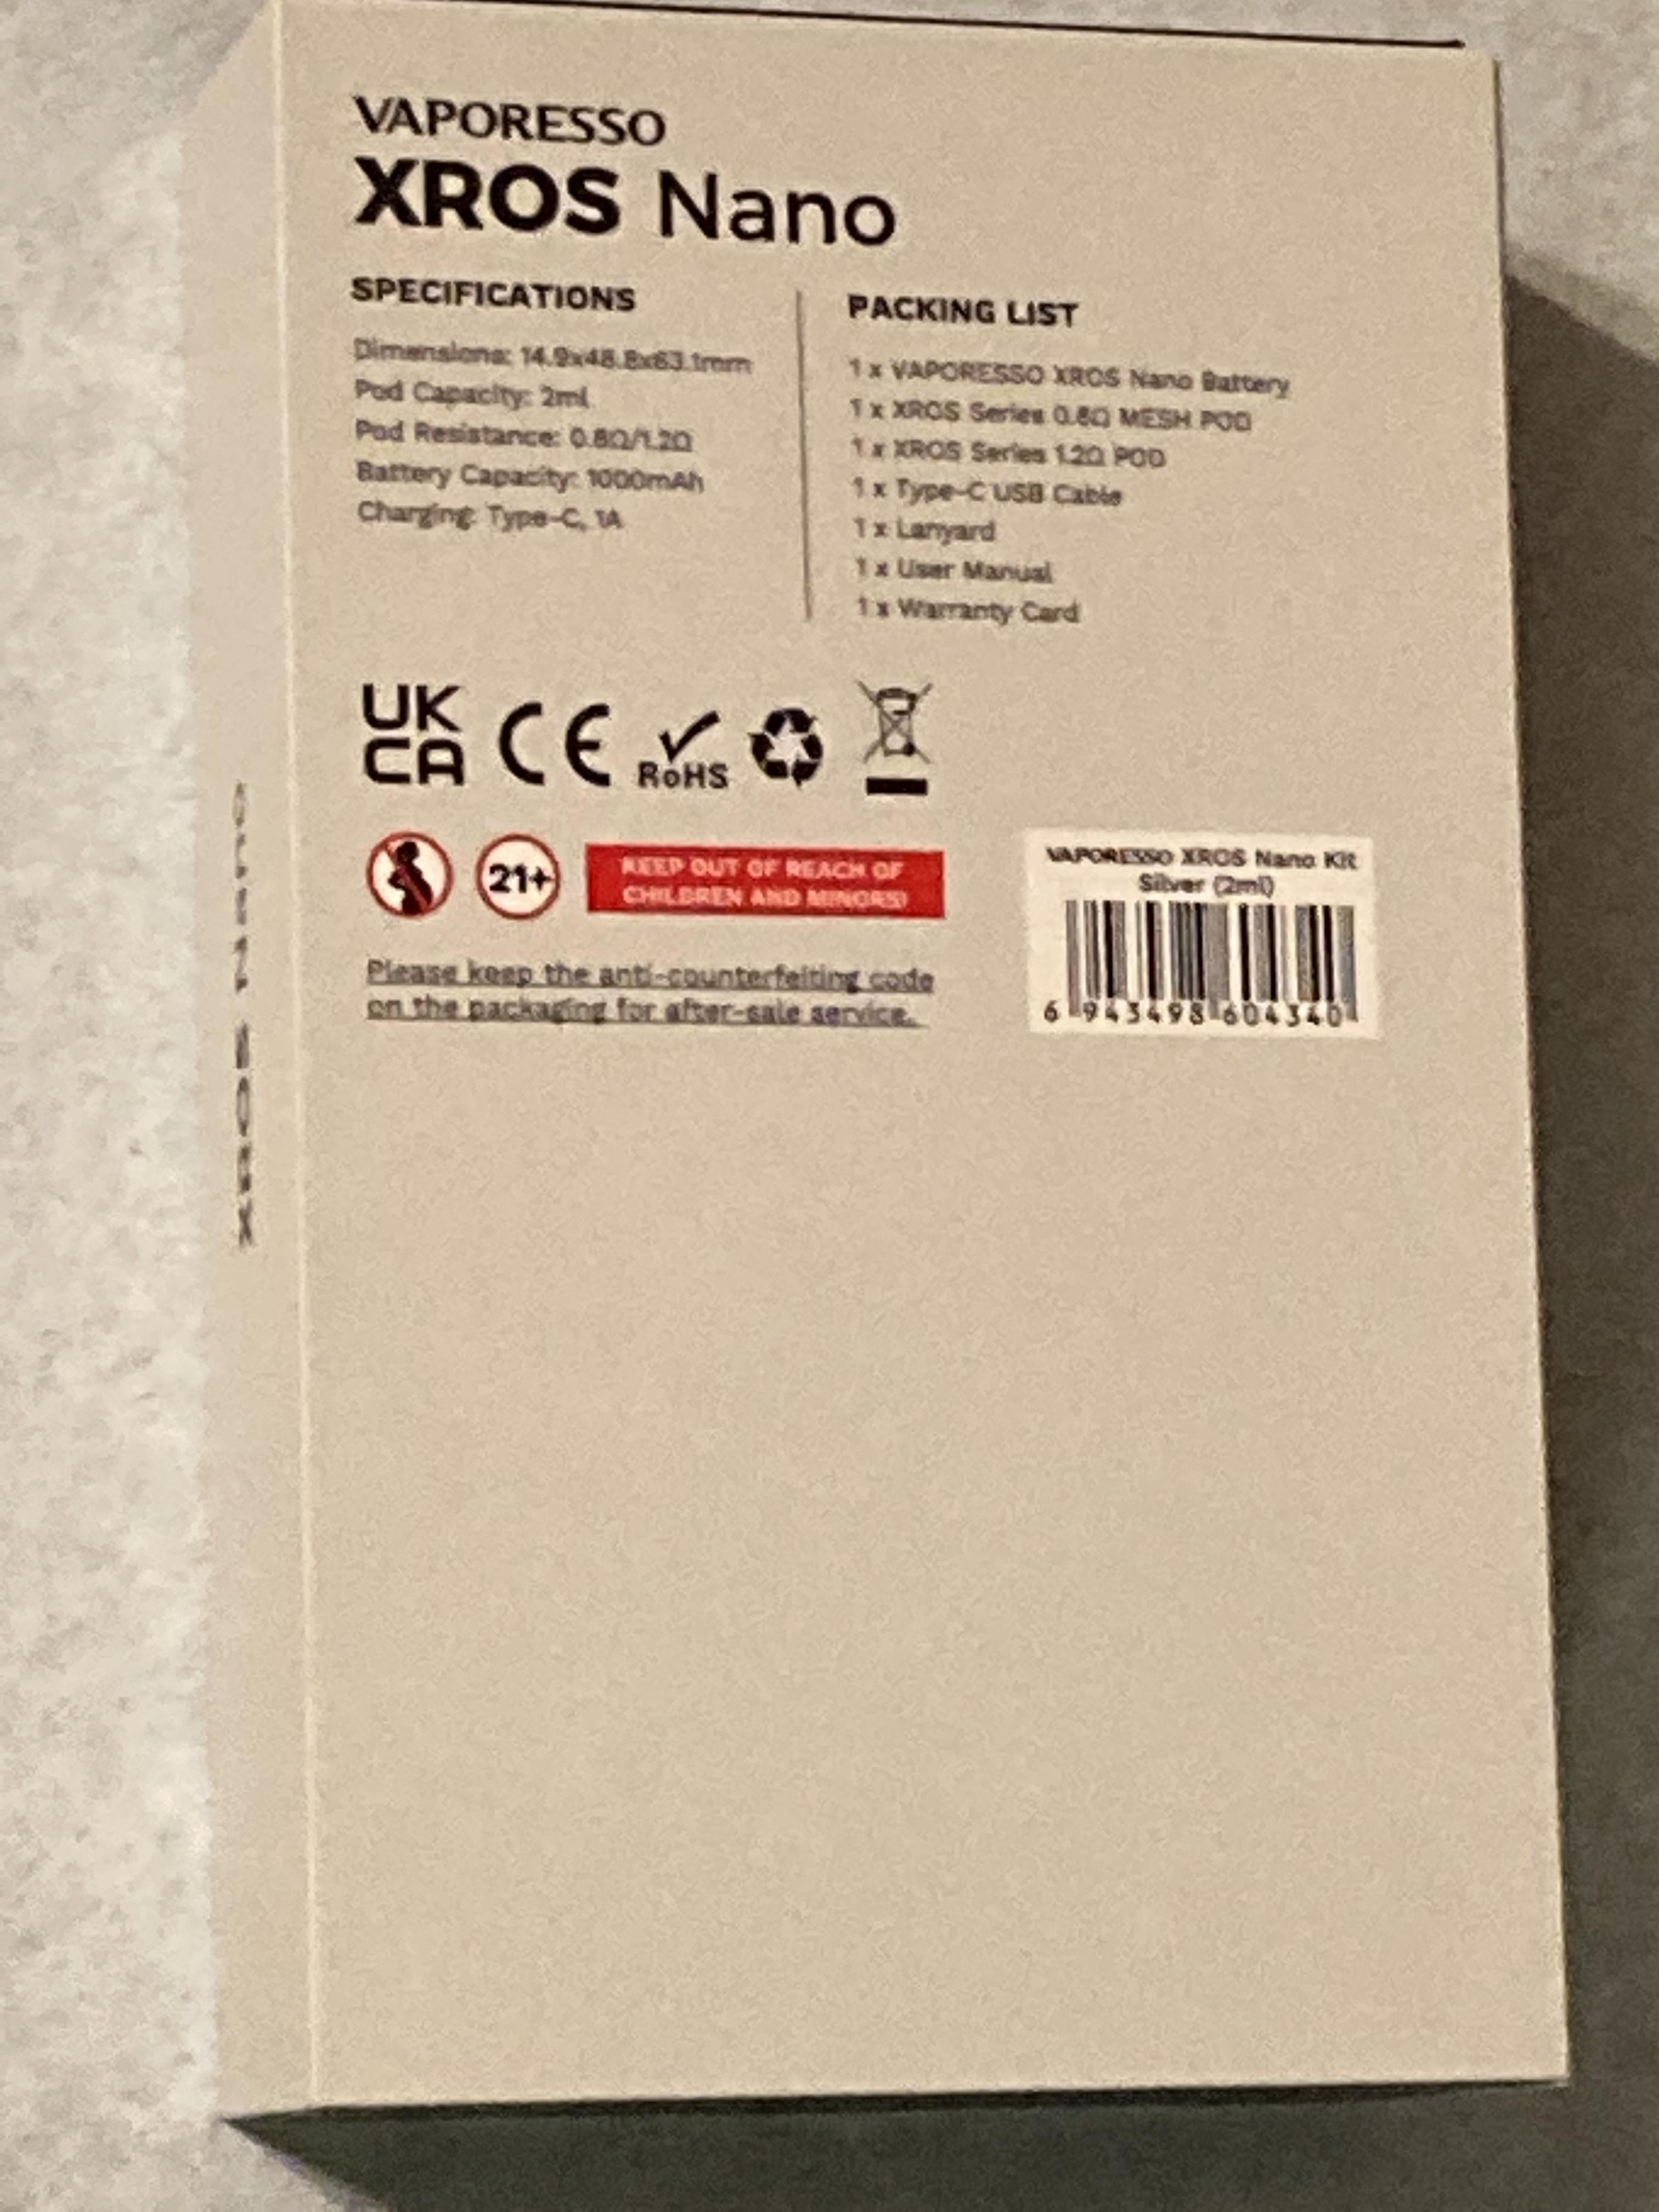 VAPORESSO
XROS Nano
SPECIFICATIONS
Dimensions: 14.9x48.8x63.1mm
Pod Capacity: 2ml
Pod Resistance: 0.8Ω/1.2Ω
Battery Capacity: 1000mAh
Charging: Type-C, 1A
PACKING LIST
1 x VAPORESSO XROS Nano Battery
1 x XROS Series 0.8Ω MESH POD
1 x XROS Series 1.2Ω POD
1 x Type-C USB Cable
1 x Lanyard
1 x User Manual
1 x Warranty Card
UK
CA
CE
RoHS
21+
KEEP OUT OF REACH OF
CHILDREN AND MINORS!
Please keep the anti-counterfeiting code
on the packaging for after-sale service.
VAPORESSO XROS Nano Kit
Silver (2ml)
6 943498 604340
XROS